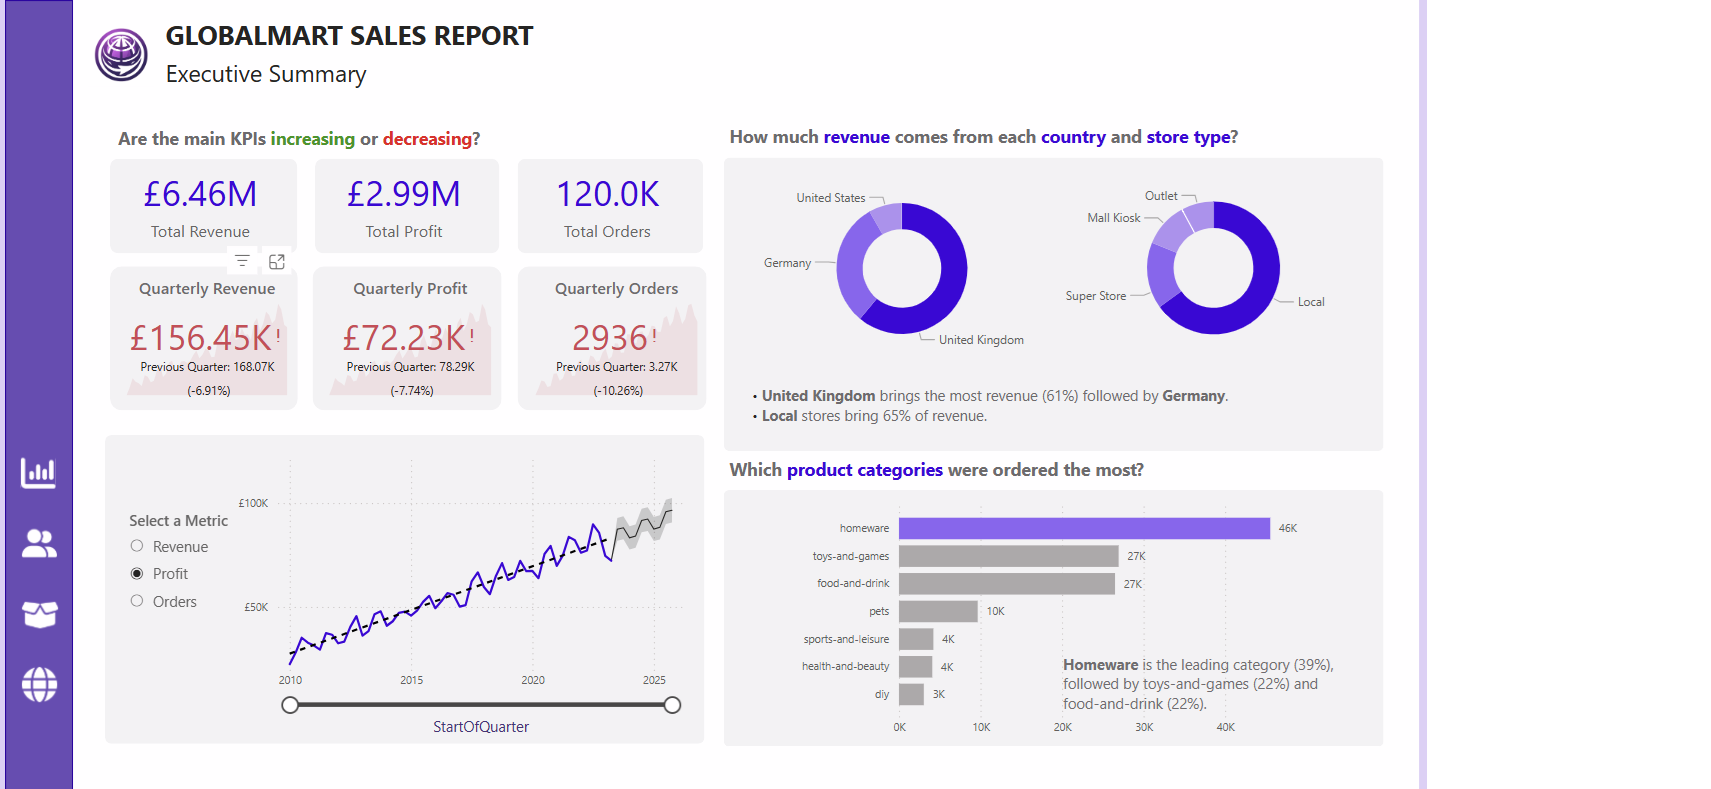 GLOBALMART SALES REPORT
Executive Summary
Are the main KPIs increasing or decreasing?
£6.46M
Total Revenue
£2.99M
Total Profit
120.0K
Total Orders
Quarterly Revenue
£156.45K!
Previous Quarter: 168.07K
(-6.91%)
Quarterly Profit
£72.23K!
Previous Quarter: 78.29K
(-7.74%)
Quarterly Orders
2936!
Previous Quarter: 3.27K
(-10.26%)
Select a Metric
Revenue
Profit
Orders
£100K
£50K
2010
2015
2020
2025
StartOfQuarter
How much revenue comes from each country and store type?
United States
Germany
United Kingdom
Outlet
Mall Kiosk
Super Store
Local
• United Kingdom brings the most revenue (61%) followed by Germany.
• Local stores bring 65% of revenue.
Which product categories were ordered the most?
homeware 46K
toys-and-games 27K
food-and-drink 27K
pets 10K
sports-and-leisure 4K
health-and-beauty 4K
diy 3K
0K 10K 20K 30K 40K
Homeware is the leading category (39%),
followed by toys-and-games (22%) and
food-and-drink (22%).